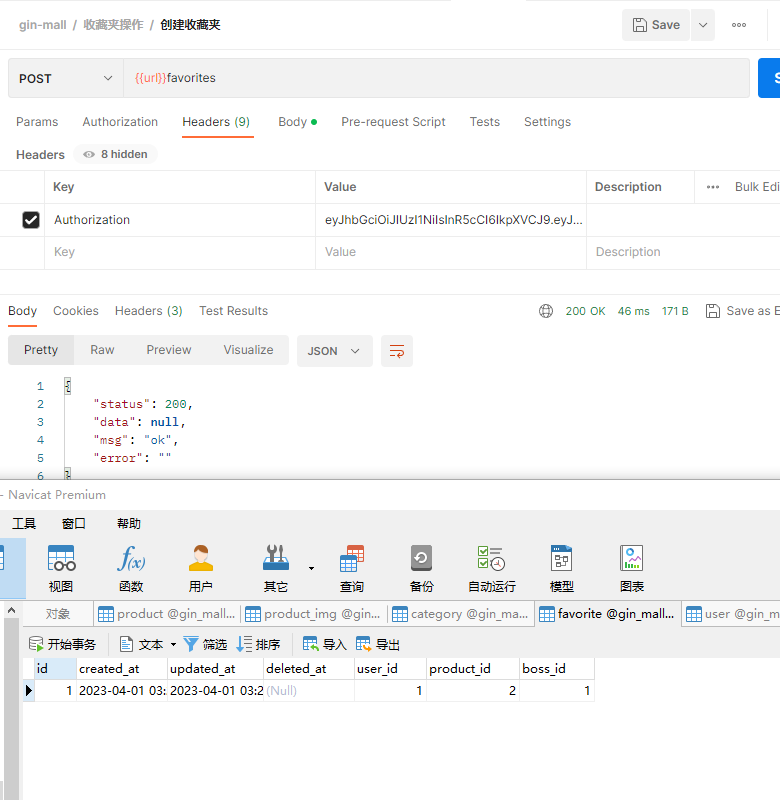 gin-mall / 收藏夹操作 / 创建收藏夹 Save
POST {{url}}favorites
Params Authorization Headers (9) Body Pre-request Script Tests Settings
Headers 8 hidden
Key Value Description Bulk Edi
Authorization eyJhbGciOiJIUzI1NiIsInR5cCI6IkpXVCJ9.eyJ...
Key Value Description
Body Cookies Headers (3) Test Results 200 OK 46 ms 171 B Save as E
Pretty Raw Preview Visualize JSON
1 {
2 "status": 200,
3 "data": null,
4 "msg": "ok",
5 "error": ""
6 }
- Navicat Premium
工具 窗口 帮助
视图 函数 用户 其它 查询 备份 自动运行 模型 图表
对象 product @gin_mall... product_img @gin... category @gin_ma... favorite @gin_mall... user @gin_m
开始事务 文本 筛选 排序 导入 导出
id created_at updated_at deleted_at user_id product_id boss_id
1 2023-04-01 03: 2023-04-01 03:2 (Null) 1 2 1